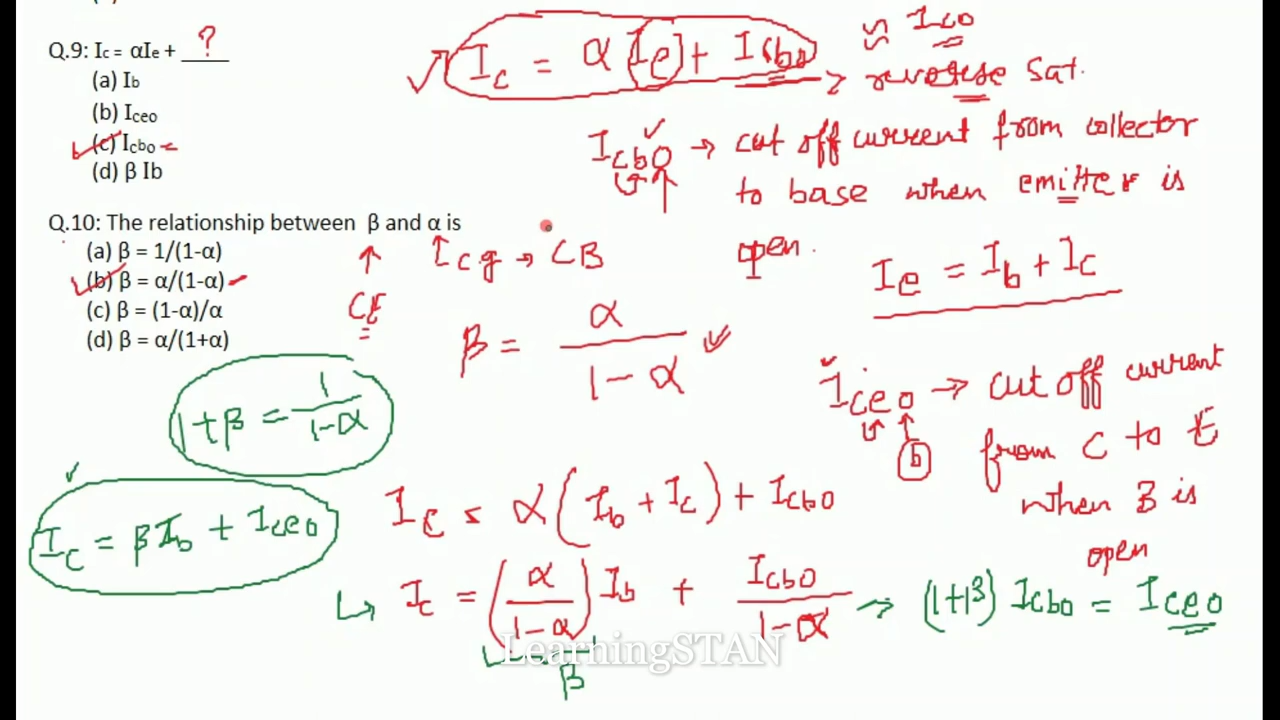 Q.9: Ic = αIe + ____ ?
(a) Ib
(b) Iceo
(c) Icbo
(d) β Ib
Ic = α Ie + Icbo
≈ Ico
reverse sat.
Icbo → cut off current from collector
to base when emitter is
open.
Q.10: The relationship between β and α is
(a) β = 1/(1-α)
(b) β = α/(1-α)
(c) β = (1-α)/α
(d) β = α/(1+α)
CE
→ CB
Ie = Ib + Ic
β = α / 1-α
Iceo → cut off current
from C to E
b
when B is
open
1+β = 1 / 1-α
Ic = βIb + Iceo
Ic = α (Ib + Ic) + Icbo
↳ Ic = (α / 1-α) Ib + Icbo / 1-α → (1+β) Icbo = Iceo
β
LearningSTAN